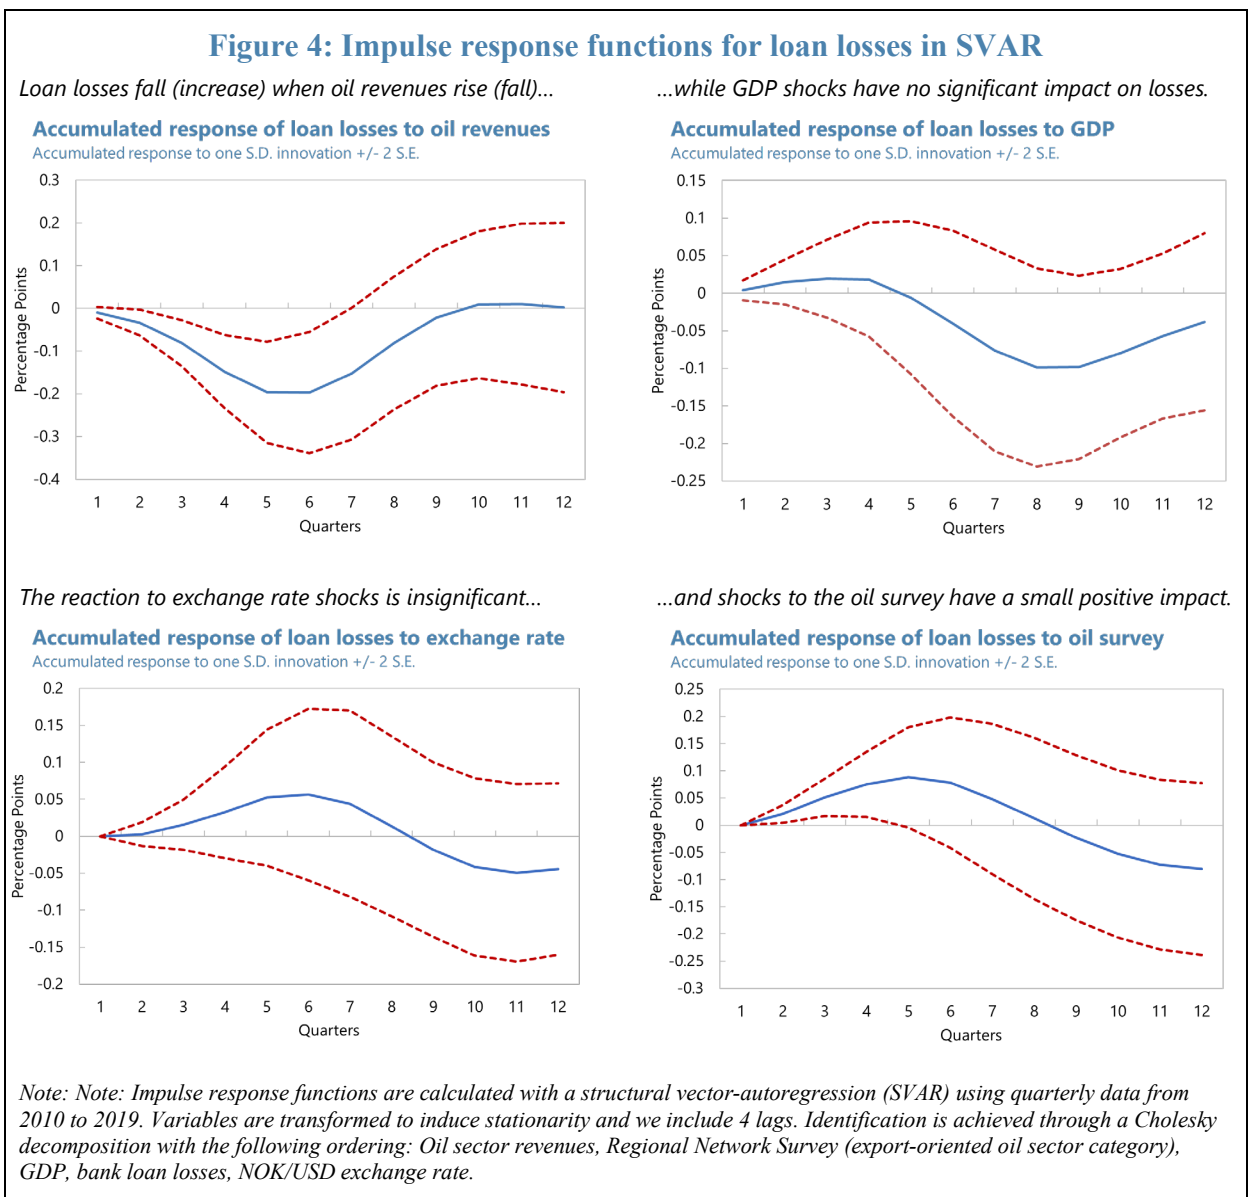 Figure 4: Impulse response functions for loan losses in SVAR
Loan losses fall (increase) when oil revenues rise (fall)...
Accumulated response of loan losses to oil revenues
Accumulated response to one S.D. innovation +/- 2 S.E.
Percentage Points
0.3
0.2
0.1
0
-0.1
-0.2
-0.3
-0.4
1 2 3 4 5 6 7 8 9 10 11 12
Quarters
...while GDP shocks have no significant impact on losses.
Accumulated response of loan losses to GDP
Accumulated response to one S.D. innovation +/- 2 S.E.
Percentage Points
0.15
0.1
0.05
0
-0.05
-0.1
-0.15
-0.2
-0.25
1 2 3 4 5 6 7 8 9 10 11 12
Quarters
The reaction to exchange rate shocks is insignificant...
Accumulated response of loan losses to exchange rate
Accumulated response to one S.D. innovation +/- 2 S.E.
Percentage Points
0.2
0.15
0.1
0.05
0
-0.05
-0.1
-0.15
-0.2
1 2 3 4 5 6 7 8 9 10 11 12
Quarters
...and shocks to the oil survey have a small positive impact.
Accumulated response of loan losses to oil survey
Accumulated response to one S.D. innovation +/- 2 S.E.
Percentage Points
0.25
0.2
0.15
0.1
0.05
0
-0.05
-0.1
-0.15
-0.2
-0.25
-0.3
1 2 3 4 5 6 7 8 9 10 11 12
Quarters
Note: Note: Impulse response functions are calculated with a structural vector-autoregression (SVAR) using quarterly data from
2010 to 2019. Variables are transformed to induce stationarity and we include 4 lags. Identification is achieved through a Cholesky
decomposition with the following ordering: Oil sector revenues, Regional Network Survey (export-oriented oil sector category),
GDP, bank loan losses, NOK/USD exchange rate.